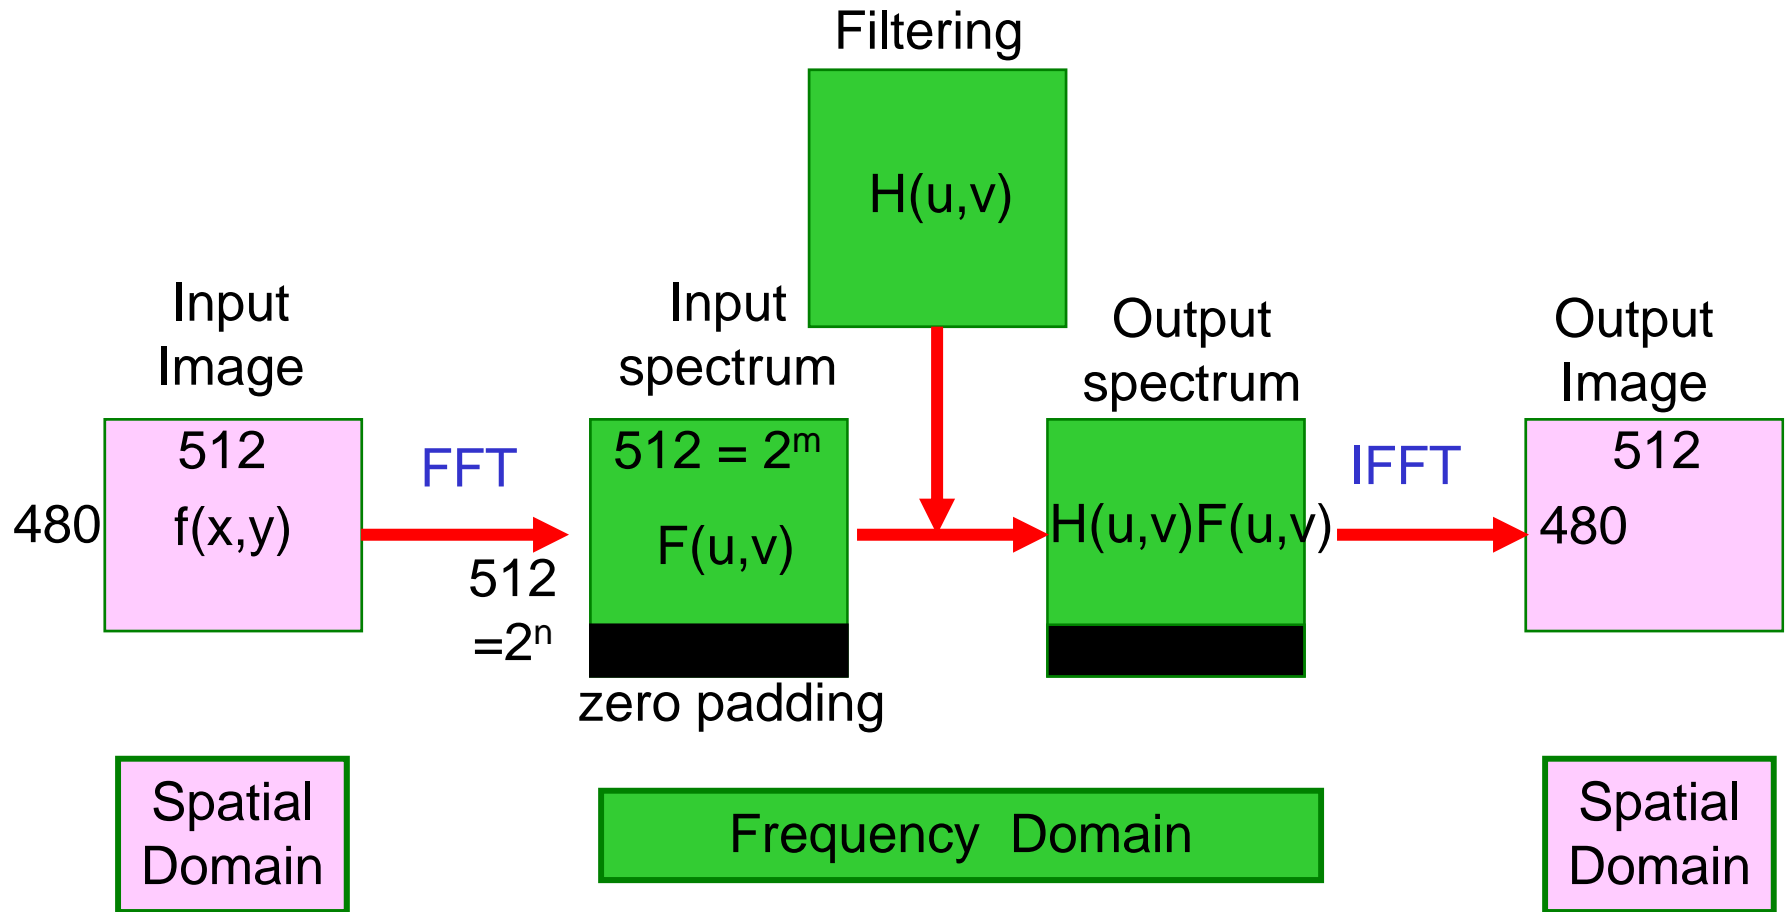 Filtering
H(u,v)
Input
Image
512
480
f(x,y)
FFT
512
=2ⁿ
Input
spectrum
512 = 2ᵐ
F(u,v)
zero padding
Output
spectrum
H(u,v)F(u,v)
IFFT
Output
Image
512
480
Spatial
Domain
Frequency Domain
Spatial
Domain